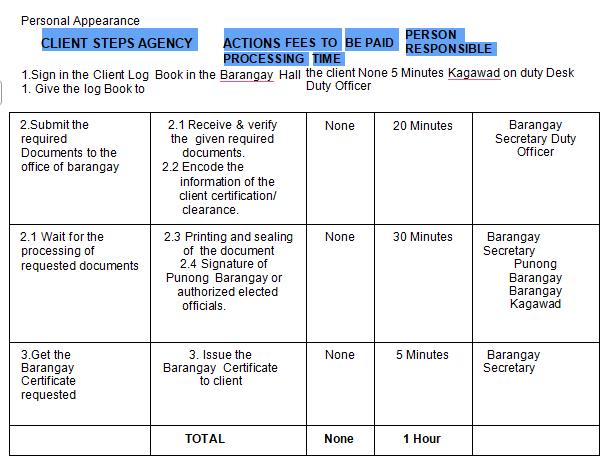 Personal Appearance
CLIENT STEPS AGENCY ACTIONS FEES TO BE PAID PERSON
PROCESSING TIME RESPONSIBLE
1.Sign in the Client Log Book in the Barangay Hall the client None 5 Minutes Kagawad on duty Desk
1. Give the log Book to Duty Officer
2.Submit the
required
Documents to the
office of barangay
2.1 Receive & verify
the given required
documents.
2.2 Encode the
information of the
client certification/
clearance.
None
20 Minutes
Barangay
Secretary Duty
Officer
2.1 Wait for the
processing of
requested documents
2.3 Printing and sealing
of the document
2.4 Signature of
Punong Barangay or
authorized elected
officials.
None
30 Minutes
Barangay
Secretary
Punong
Barangay
Barangay
Kagawad
3.Get the
Barangay
Certificate
requested
3. Issue the
Barangay Certificate
to client
None
5 Minutes
Barangay
Secretary
TOTAL
None
1 Hour